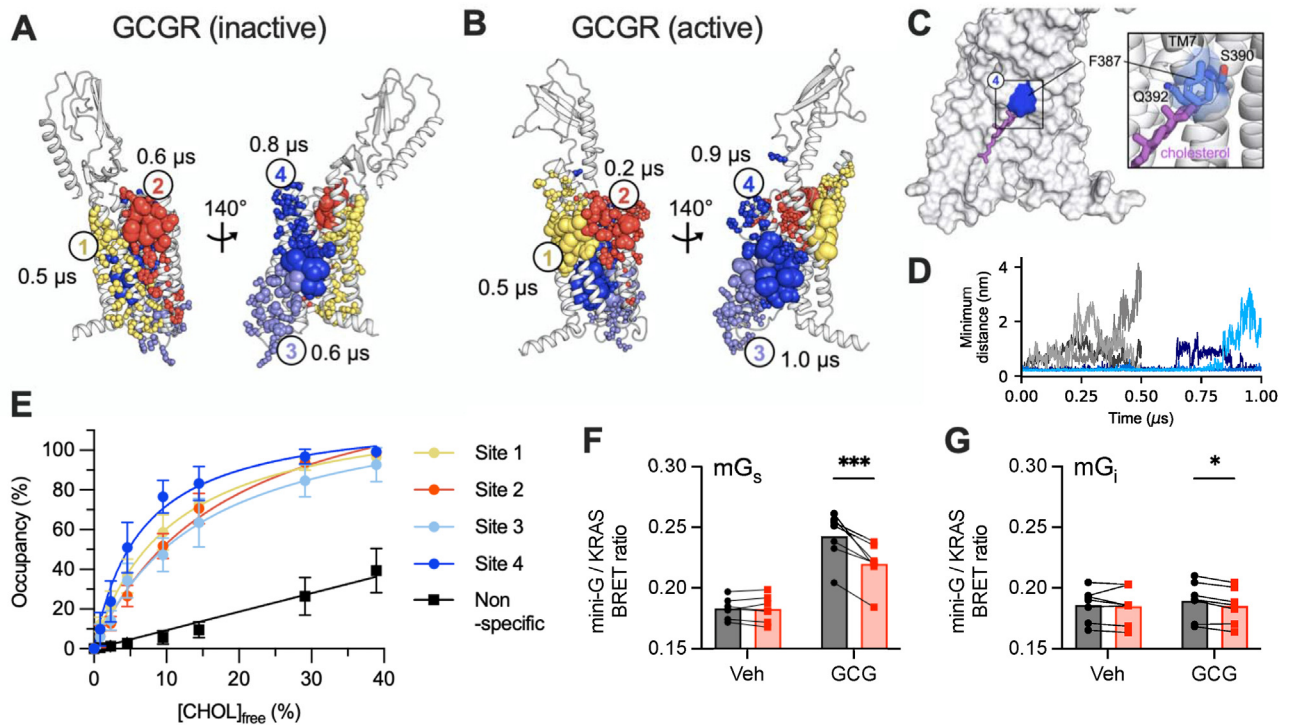 A GCGR (inactive)
0.6 µs
2
1
0.5 µs
140°
0.8 µs
4
3 0.6 µs
B GCGR (active)
0.2 µs
2
1
0.5 µs
140°
0.9 µs
4
3
1.0 µs
C
4
F387
TM7
S390
Q392
cholesterol
D
Minimum
distance (nm)
4
2
0
0.00 0.25 0.50 0.75 1.00
Time (µs)
E
Occupancy (%)
100
80
60
40
20
0
0 10 20 30 40
[CHOL]free (%)
Site 1
Site 2
Site 3
Site 4
Non
-specific
F
mini-G / KRAS
BRET ratio
0.30
0.25
0.20
0.15
mGs
***
Veh GCG
G
mini-G / KRAS
BRET ratio
0.30
0.25
0.20
0.15
mGi
*
Veh GCG